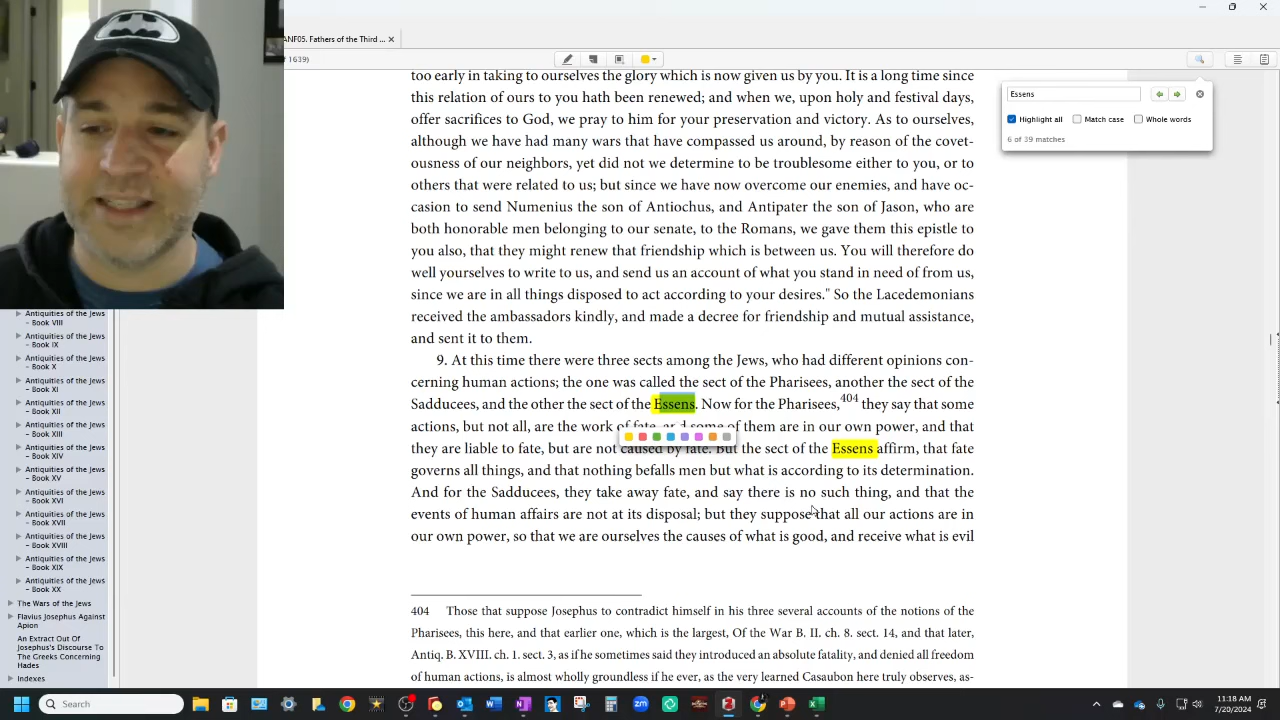 ANF05. Fathers of the Third ...
f 1639)
Essens
Highlight all
Match case
Whole words
6 of 39 matches
too early in taking to ourselves the glory which is now given us by you. It is a long time since
this relation of ours to you hath been renewed; and when we, upon holy and festival days,
offer sacrifices to God, we pray to him for your preservation and victory. As to ourselves,
although we have had many wars that have compassed us around, by reason of the covet-
ousness of our neighbors, yet did not we determine to be troublesome either to you, or to
others that were related to us; but since we have now overcome our enemies, and have oc-
casion to send Numenius the son of Antiochus, and Antipater the son of Jason, who are
both honorable men belonging to our senate, to the Romans, we gave them this epistle to
you also, that they might renew that friendship which is between us. You will therefore do
well yourselves to write to us, and send us an account of what you stand in need of from us,
since we are in all things disposed to act according to your desires." So the Lacedemonians
received the ambassadors kindly, and made a decree for friendship and mutual assistance,
and sent it to them.
9. At this time there were three sects among the Jews, who had different opinions con-
cerning human actions; the one was called the sect of the Pharisees, another the sect of the
Sadducees, and the other the sect of the Essens. Now for the Pharisees,404 they say that some
actions, but not all, are the work of fate, and some of them are in our own power, and that
they are liable to fate, but are not caused by fate. But the sect of the Essens affirm, that fate
governs all things, and that nothing befalls men but what is according to its determination.
And for the Sadducees, they take away fate, and say there is no such thing, and that the
events of human affairs are not at its disposal; but they suppose that all our actions are in
our own power, so that we are ourselves the causes of what is good, and receive what is evil
404 Those that suppose Josephus to contradict himself in his three several accounts of the notions of the
Pharisees, this here, and that earlier one, which is the largest, Of the War B. II. ch. 8. sect. 14, and that later,
Antiq. B. XVIII. ch. 1. sect. 3, as if he sometimes said they introduced an absolute fatality, and denied all freedom
of human actions, is almost wholly groundless if he ever, as the very learned Casaubon here truly observes, as-
Antiquities of the Jews
– Book VIII
Antiquities of the Jews
– Book IX
Antiquities of the Jews
– Book X
Antiquities of the Jews
– Book XI
Antiquities of the Jews
– Book XII
Antiquities of the Jews
– Book XIII
Antiquities of the Jews
– Book XIV
Antiquities of the Jews
– Book XV
Antiquities of the Jews
– Book XVI
Antiquities of the Jews
– Book XVII
Antiquities of the Jews
– Book XVIII
Antiquities of the Jews
– Book XIX
Antiquities of the Jews
– Book XX
The Wars of the Jews
Flavius Josephus Against
Apion
An Extract Out Of
Josephus's Discourse To
The Greeks Concerning
Hades
Indexes
Search
zm
11:18 AM
7/20/2024